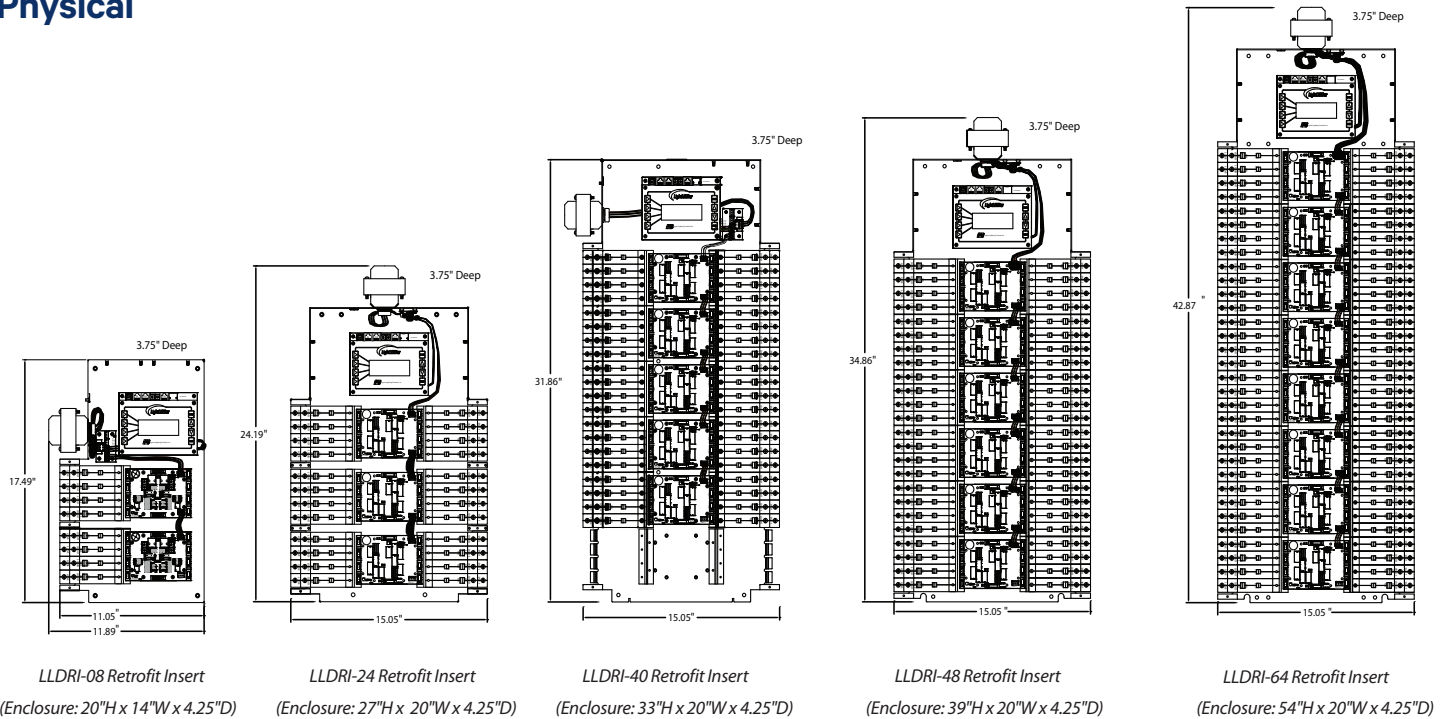 Physical
3.75" Deep
17.49"
11.05"
11.89"
LLDRI-08 Retrofit Insert
(Enclosure: 20"H x 14"W x 4.25"D)
3.75" Deep
24.19"
15.05"
LLDRI-24 Retrofit Insert
(Enclosure: 27"H x 20"W x 4.25"D)
3.75" Deep
31.86"
15.05"
LLDRI-40 Retrofit Insert
(Enclosure: 33"H x 20"W x 4.25"D)
3.75" Deep
34.86"
15.05"
LLDRI-48 Retrofit Insert
(Enclosure: 39"H x 20"W x 4.25"D)
3.75" Deep
42.87 "
15.05"
LLDRI-64 Retrofit Insert
(Enclosure: 54"H x 20"W x 4.25"D)